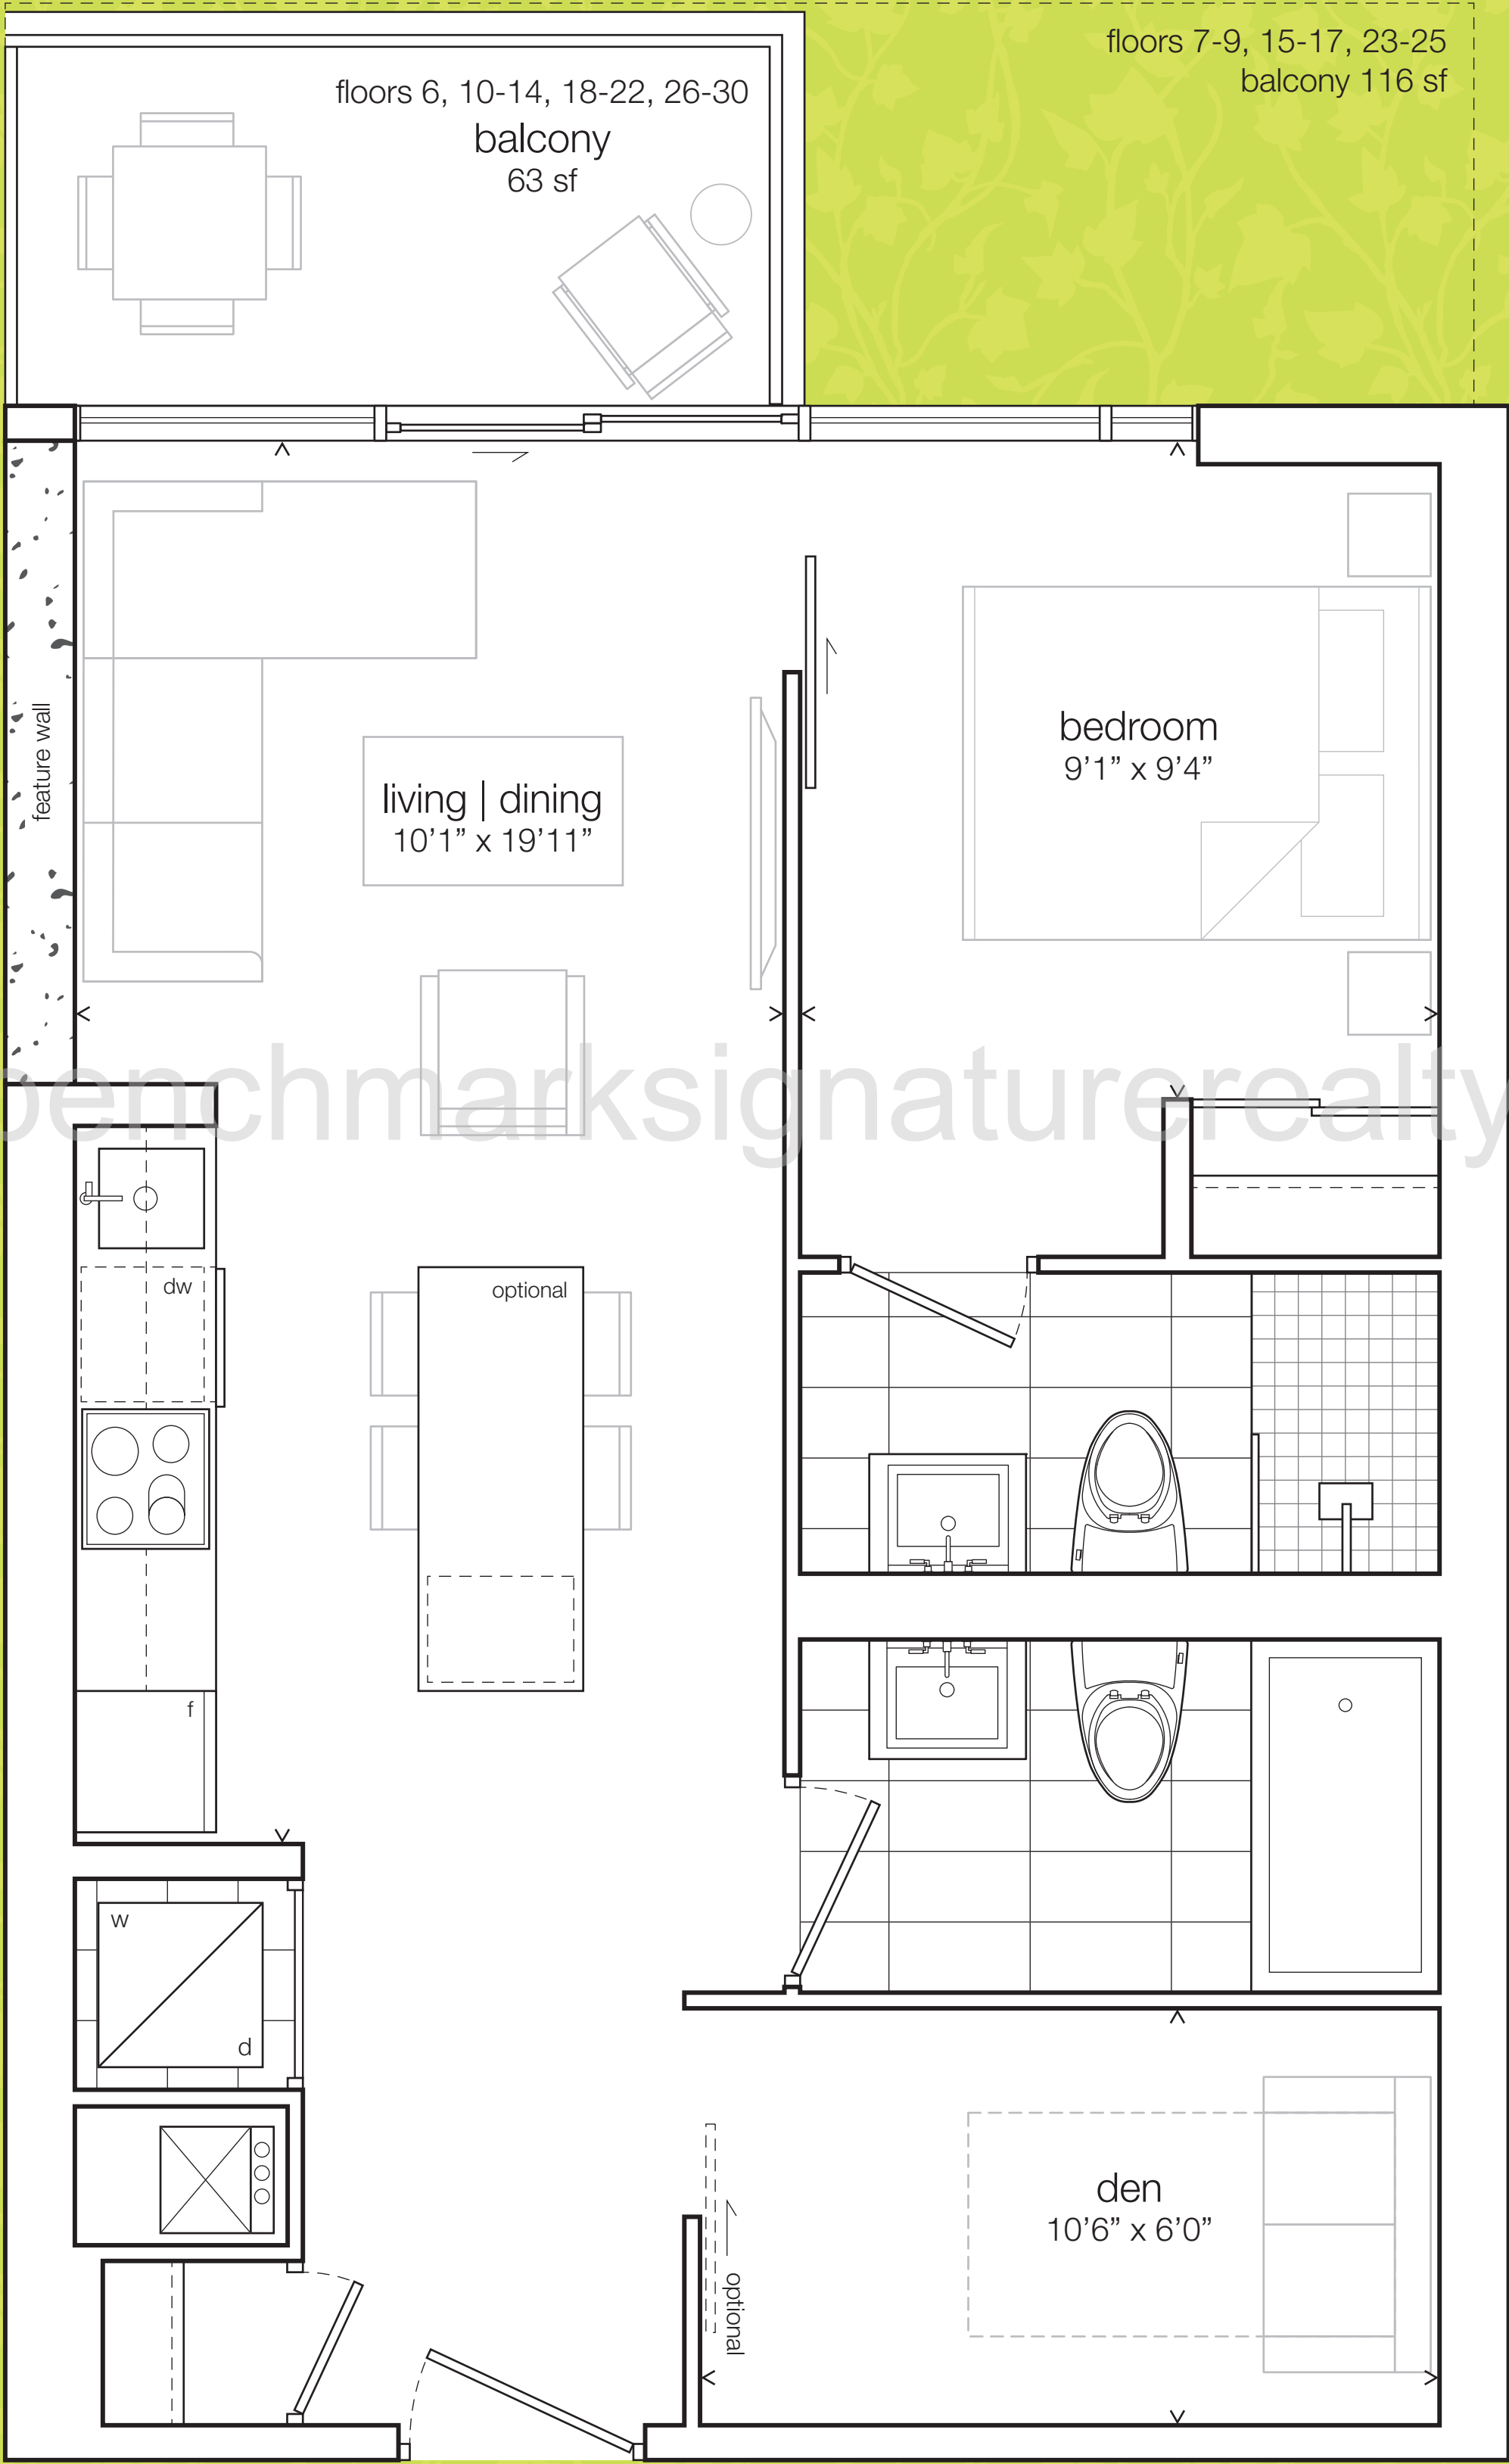 floors 7-9, 15-17, 23-25
balcony 116 sf
floors 6, 10-14, 18-22, 26-30
balcony
63 sf
feature wall
living | dining
10’1” x 19’11”
bedroom
9’1” x 9’4”
benchmarksignaturerealty
dw
optional
f
w
d
den
10’6” x 6’0”
optional